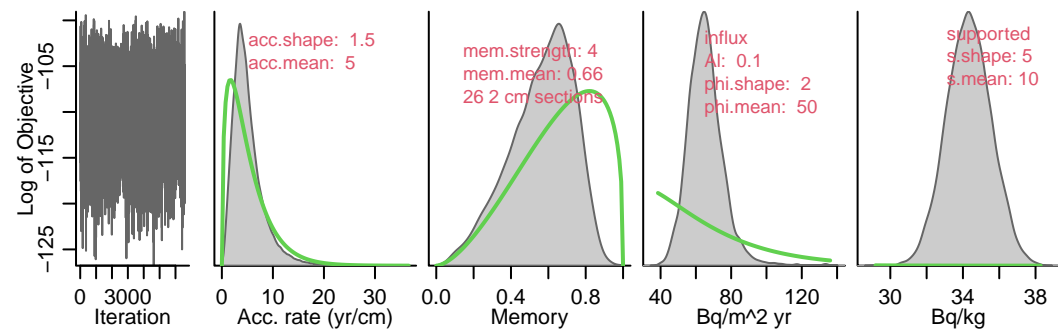 Log of Objective
−105
−115
−125
0
3000
Iteration
acc.shape: 1.5
acc.mean: 5
0
10
20
30
Acc. rate (yr/cm)
mem.strength: 4
mem.mean: 0.66
26 2 cm sections
0.0
0.4
0.8
Memory
influx
Al: 0.1
phi.shape: 2
phi.mean: 50
40
80
120
Bq/m^2 yr
supported
s.shape: 5
s.mean: 10
30
34
38
Bq/kg